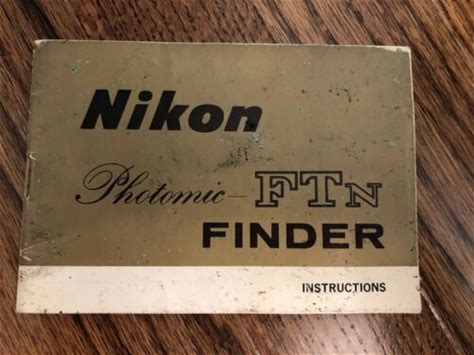 Nikon
Photomic-FTN
FINDER
INSTRUCTIONS